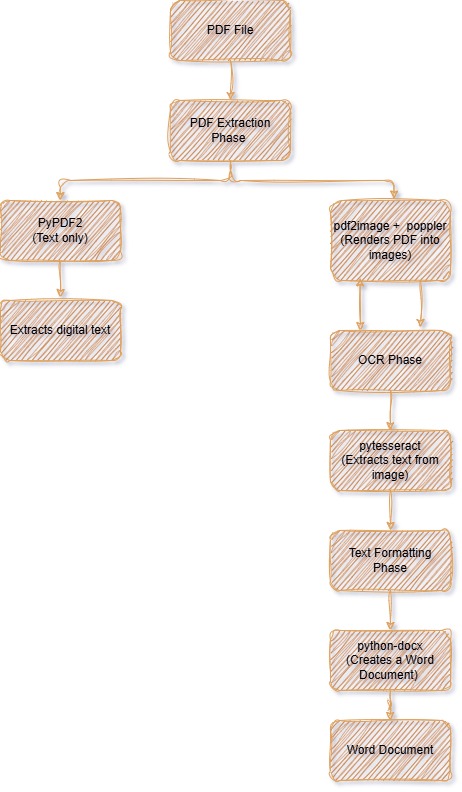 PDF File
PDF Extraction
Phase
PyPDF2
(Text only)
pdf2image + poppler
(Renders PDF into
images)
Extracts digital text
OCR Phase
pytesseract
(Extracts text from
image)
Text Formatting
Phase
python-docx
(Creates a Word
Document)
Word Document